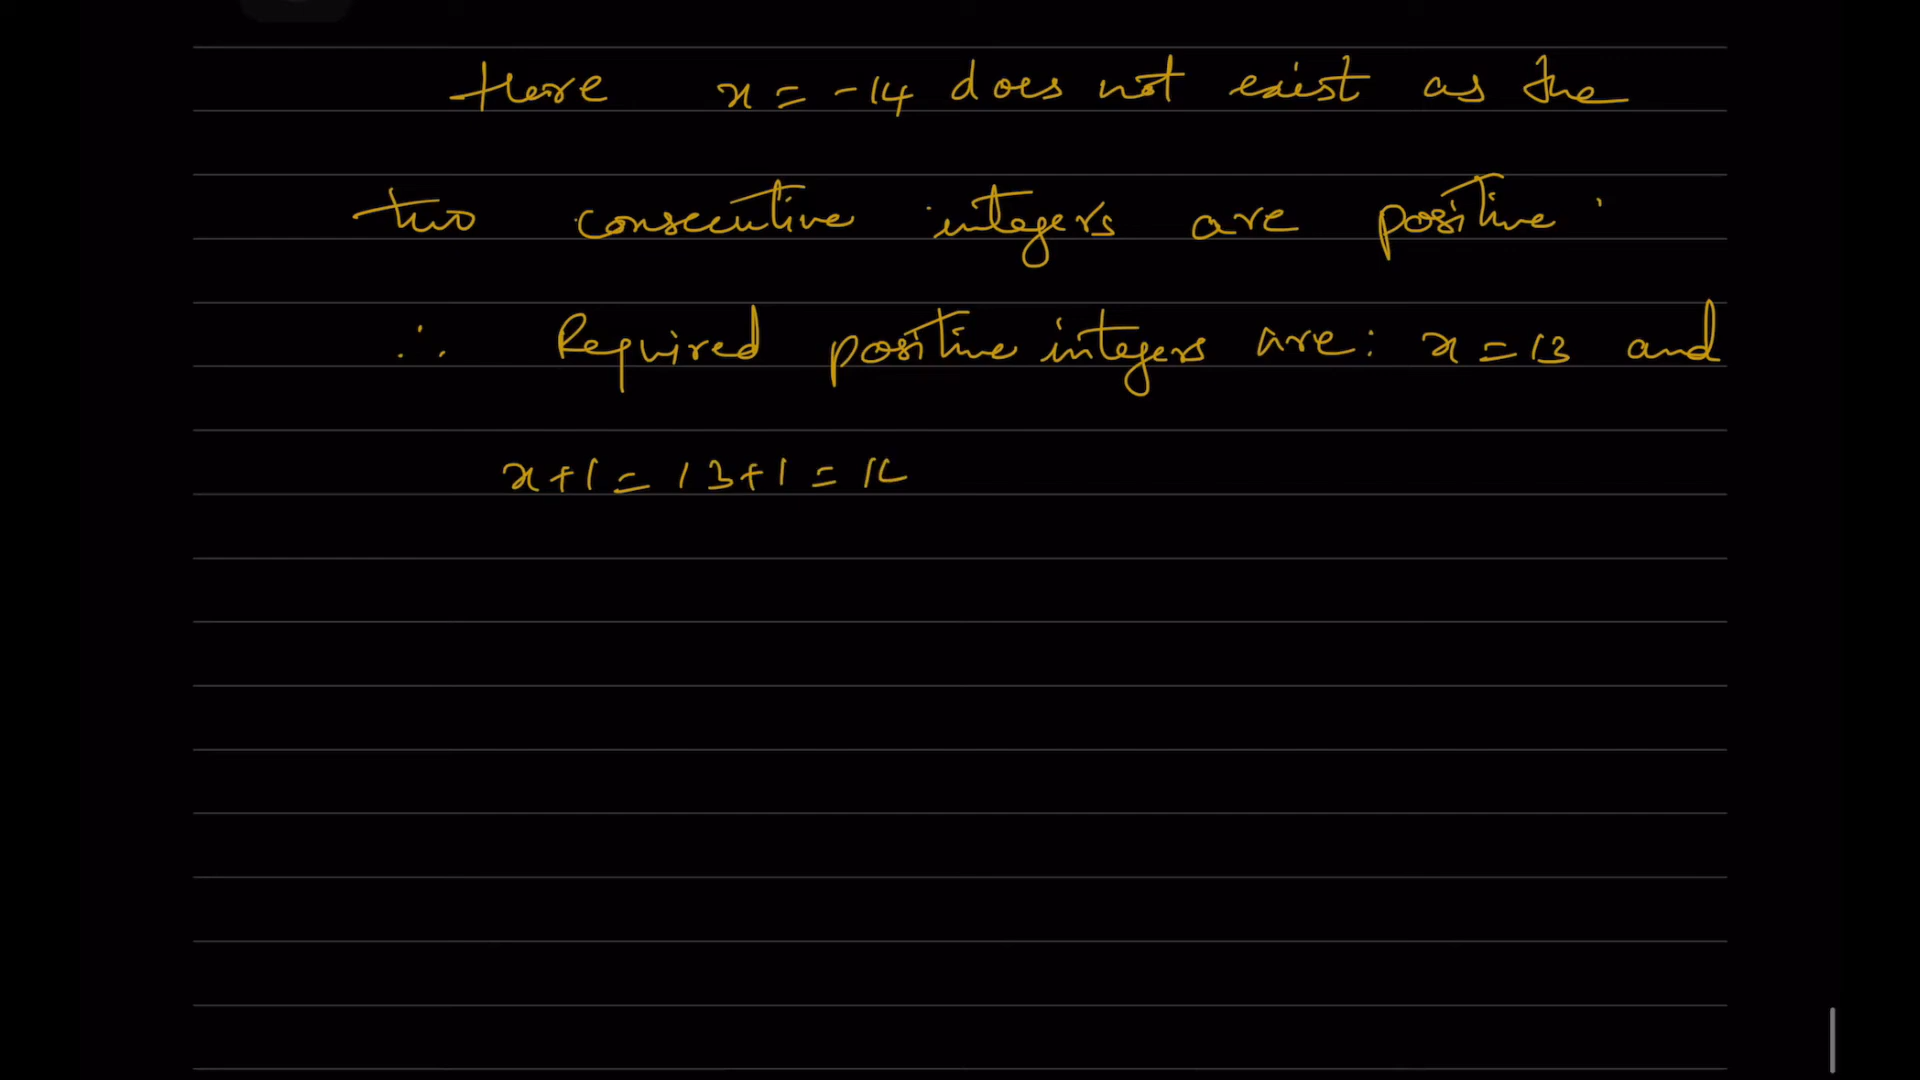 Here x = -14 does not exist as the
two consecutive integers are positive.
∴ Required positive integers are: x = 13 and
x+1 = 13+1 = 1